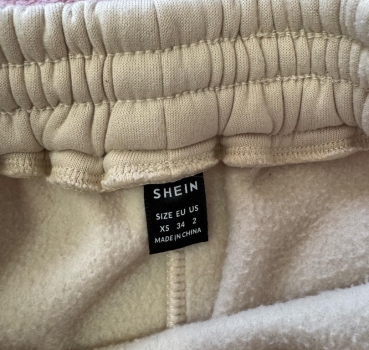 SHEIN
SIZE EU US
XS 34 2
MADE IN CHINA